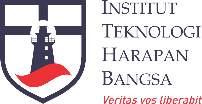 INSTITUT
TEKNOLOGI
HARAPAN
BANGSA
Veritas vos liberabit